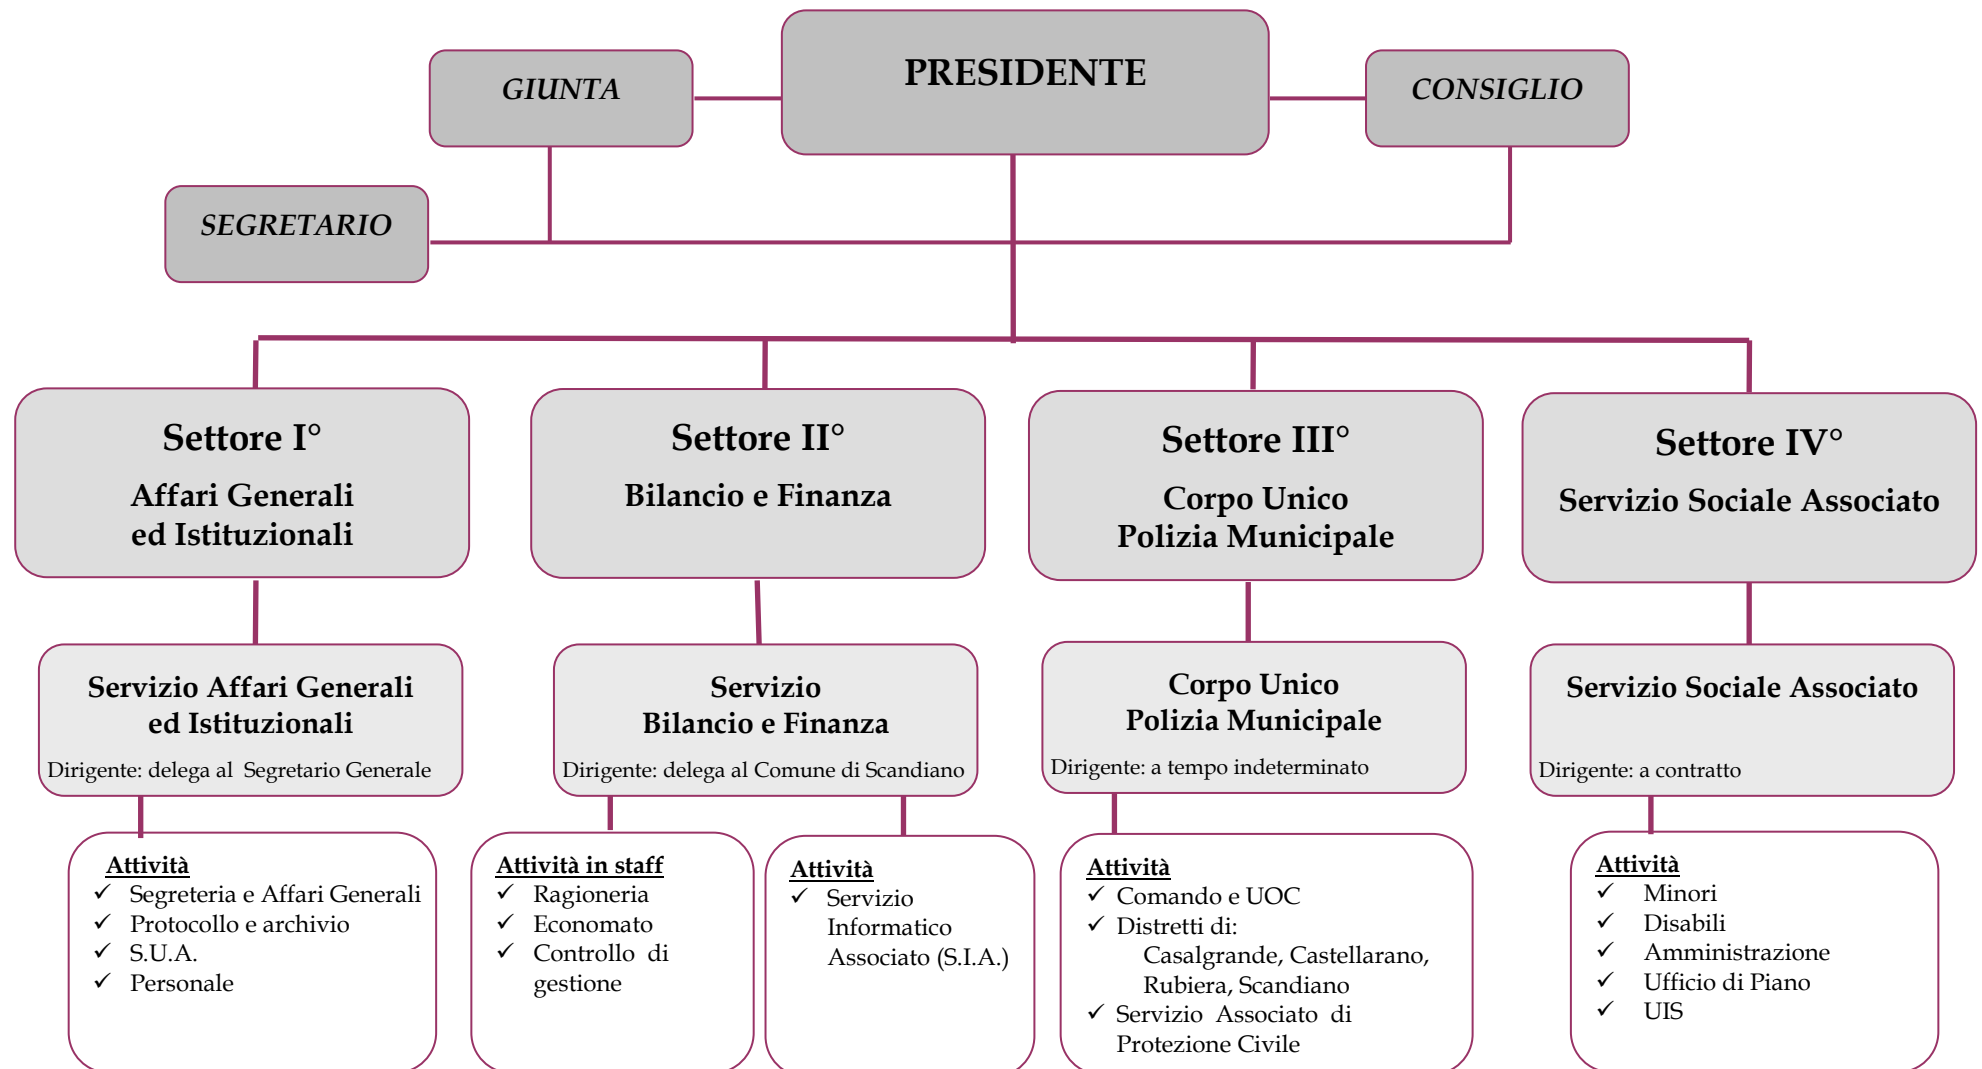 PRESIDENTE
GIUNTA
CONSIGLIO
SEGRETARIO
Settore I°
Affari Generali
ed Istituzionali
Settore II°
Bilancio e Finanza
Settore III°
Corpo Unico
Polizia Municipale
Settore IV°
Servizio Sociale Associato
Servizio Affari Generali
ed Istituzionali
Dirigente: delega al Segretario Generale
Servizio
Bilancio e Finanza
Dirigente: delega al Comune di Scandiano
Corpo Unico
Polizia Municipale
Dirigente: a tempo indeterminato
Servizio Sociale Associato
Dirigente: a contratto
Attività
✓ Segreteria e Affari Generali
✓ Protocollo e archivio
✓ S.U.A.
✓ Personale
Attività in staff
✓ Ragioneria
✓ Economato
✓ Controllo di
gestione
Attività
✓ Servizio
Informatico
Associato (S.I.A.)
Attività
✓ Comando e UOC
✓ Distretti di:
Casalgrande, Castellarano,
Rubiera, Scandiano
✓ Servizio Associato di
Protezione Civile
Attività
✓ Minori
✓ Disabili
✓ Amministrazione
✓ Ufficio di Piano
✓ UIS